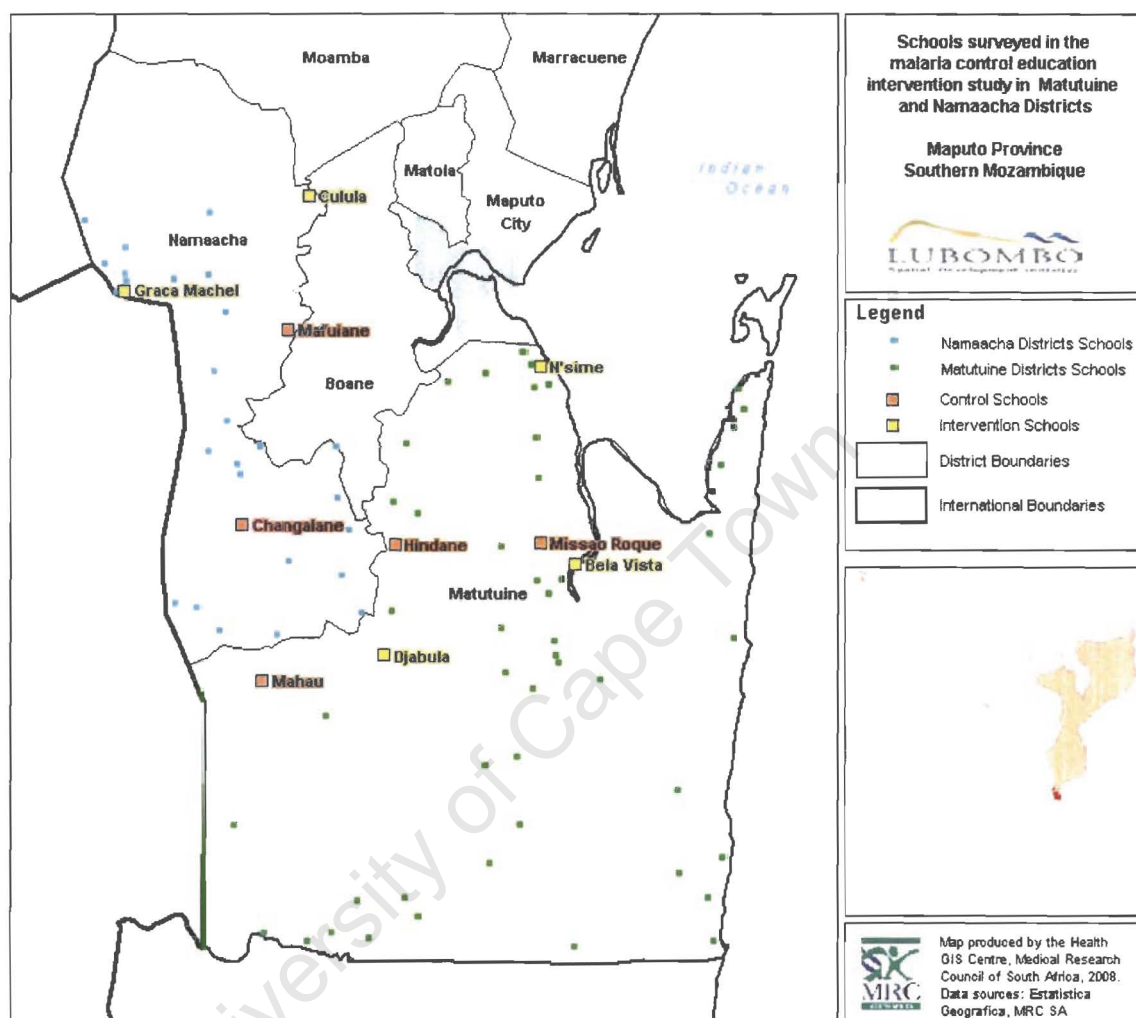 Moamba
Marracuene
Matola
Culula
Maputo
City
Namaacha
Graca Machel
Mafuiane
Boane
N'sime
Changalane
Hindane
Missao Roque
Bela Vista
Matutuine
Djabula
Mahau
Indian
Ocean
University of Cape Town
Schools surveyed in the
malaria control education
intervention study in Matutuine
and Namaacha Districts
Maputo Province
Southern Mozambique
LUBOMBO
Spatial Development Initiative
Legend
Namaacha Districts Schools
Matutuine Districts Schools
Control Schools
Intervention Schools
District Boundaries
International Boundaries
MRC
Map produced by the Health
GIS Centre, Medical Research
Council of South Africa, 2008.
Data sources: Estatistica
Geografica, MRC SA